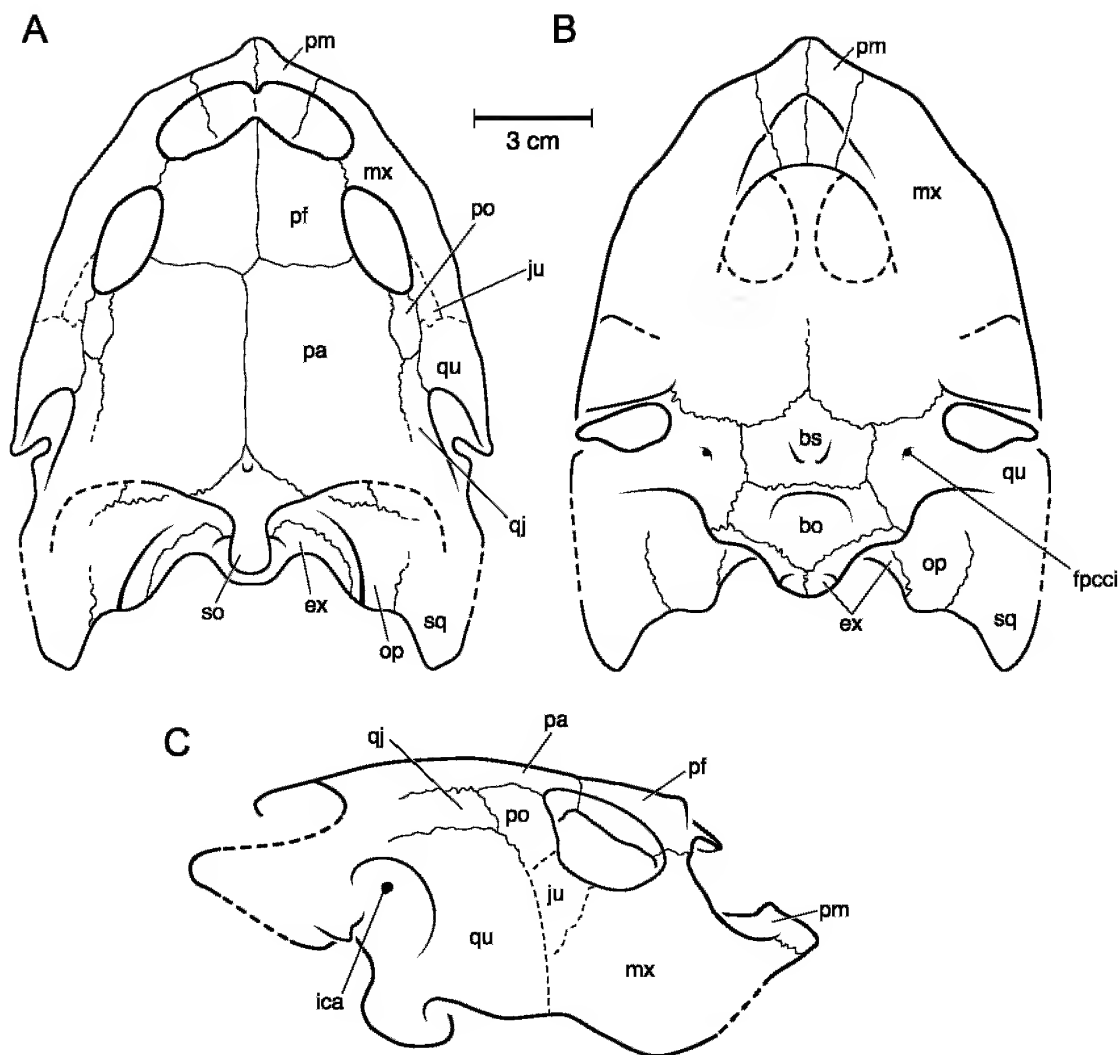 A
pm
mx
pf
po
ju
pa
qu
qj
so
ex
op
sq
3 cm
B
pm
mx
bs
qu
bo
op
fpcci
ex
sq
C
qj
pa
pf
po
ju
pm
qu
mx
ica